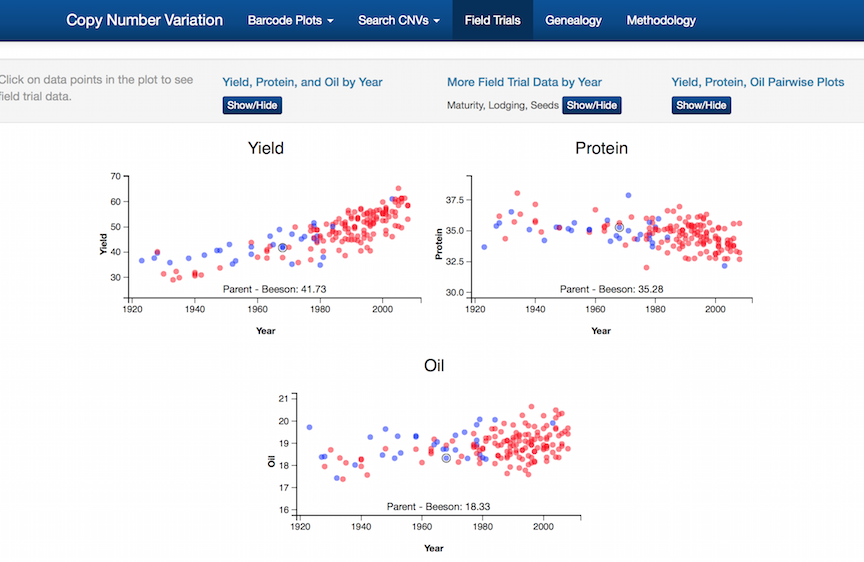 Copy Number Variation Barcode Plots Search CNVs Field Trials Genealogy Methodology
Click on data points in the plot to see
field trial data.
Yield, Protein, and Oil by Year
Show/Hide
More Field Trial Data by Year
Maturity, Lodging, Seeds Show/Hide
Yield, Protein, Oil Pairwise Plots
Show/Hide
Yield
70
60
50
40
30
Yield
Parent - Beeson: 41.73
1920 1940 1960 1980 2000
Year
Protein
37.5
35.0
32.5
30.0
Protein
Parent - Beeson: 35.28
1920 1940 1960 1980 2000
Year
Oil
21
20
19
18
17
16
Oil
Parent - Beeson: 18.33
1920 1940 1960 1980 2000
Year